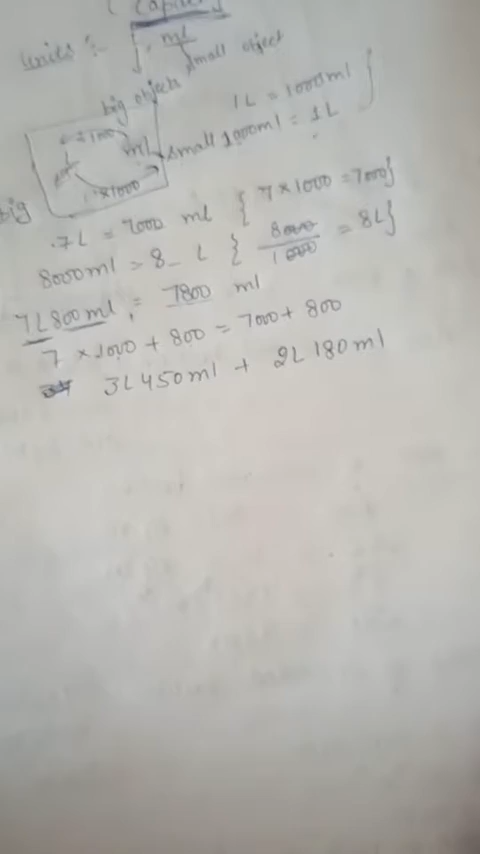 Capacity
Units :- L, ml
small object
big objects
1L = 1000ml
1000ml = 1L
÷1000
L
ml small
×1000
big
7L = 7000 ml { 7 × 1000 = 7000}
8000ml = 8_ L { 8000/1000 = 8L}
7L 800ml = 7800 ml
7 × 1000 + 800 = 7000 + 800
3L 450ml + 2L 180ml